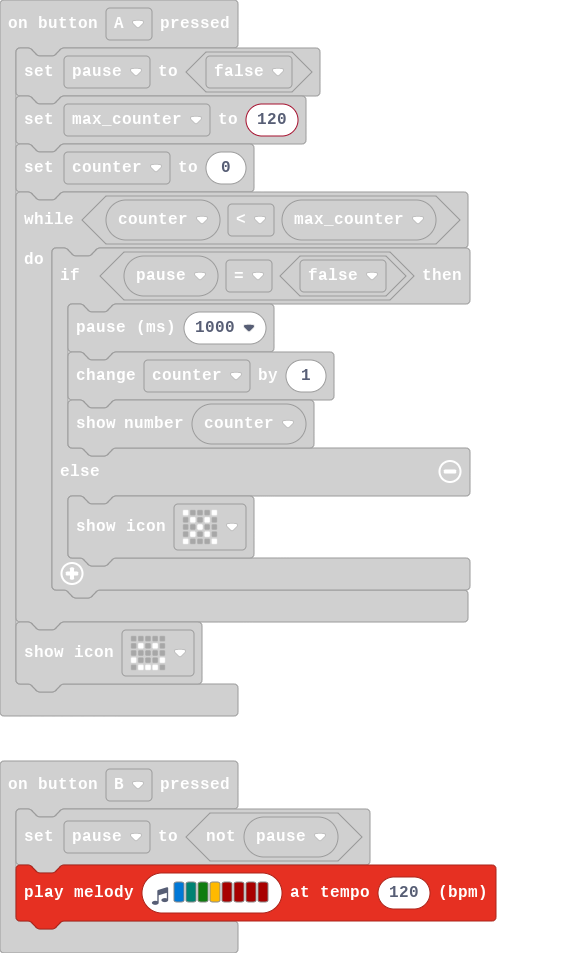 on button A pressed
set pause to false
set max_counter to 120
set counter to 0
while counter < max_counter
do
if pause = false then
pause (ms) 1000
change counter by 1
show number counter
else
show icon
show icon
on button B pressed
set pause to not pause
play melody at tempo 120 (bpm)